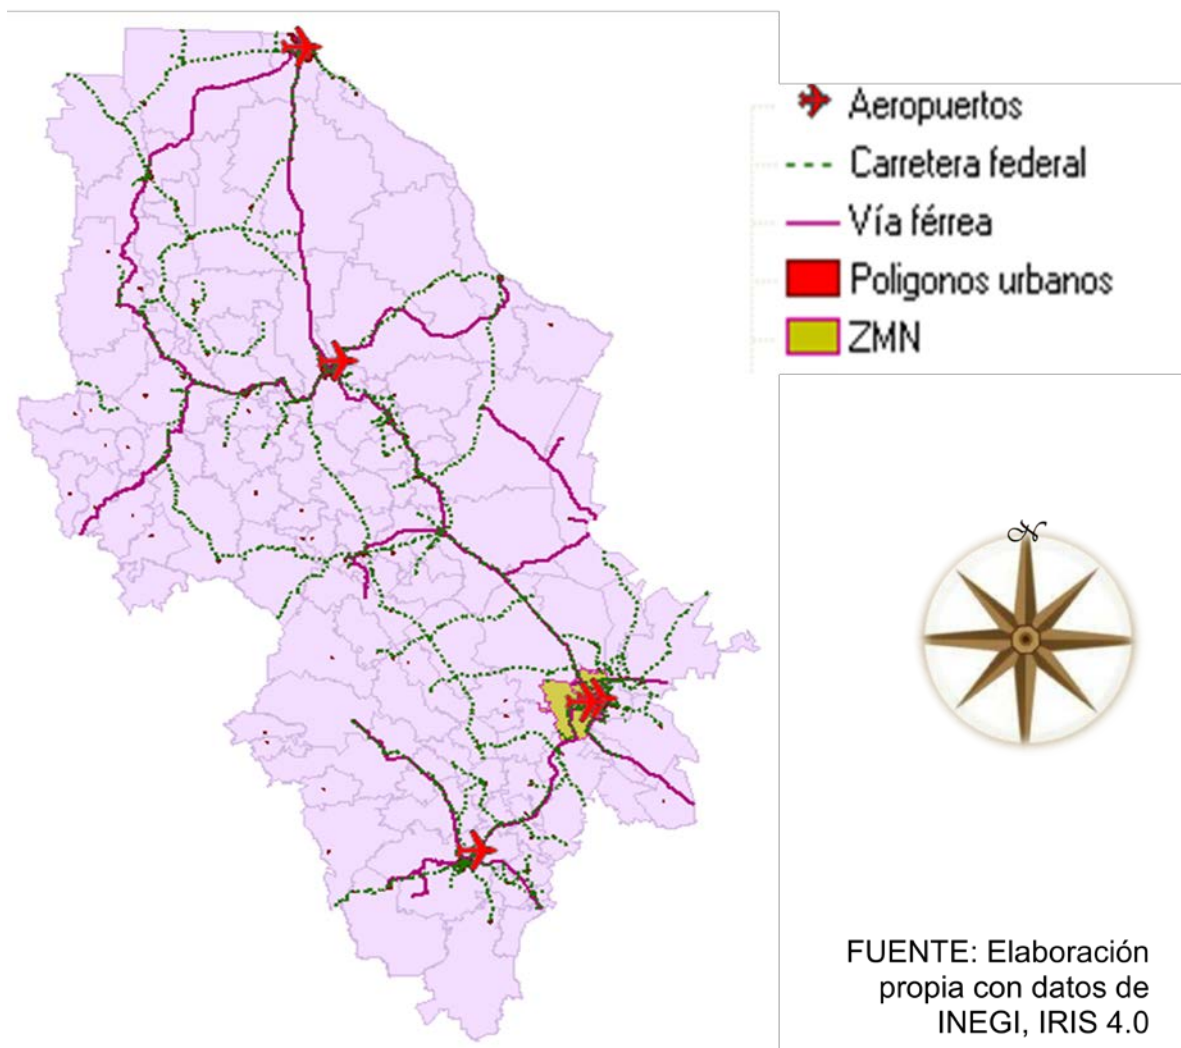 Aeropuertos
Carretera federal
Vía férrea
Poligonos urbanos
ZMN
N
FUENTE: Elaboración
propia con datos de
INEGI, IRIS 4.0